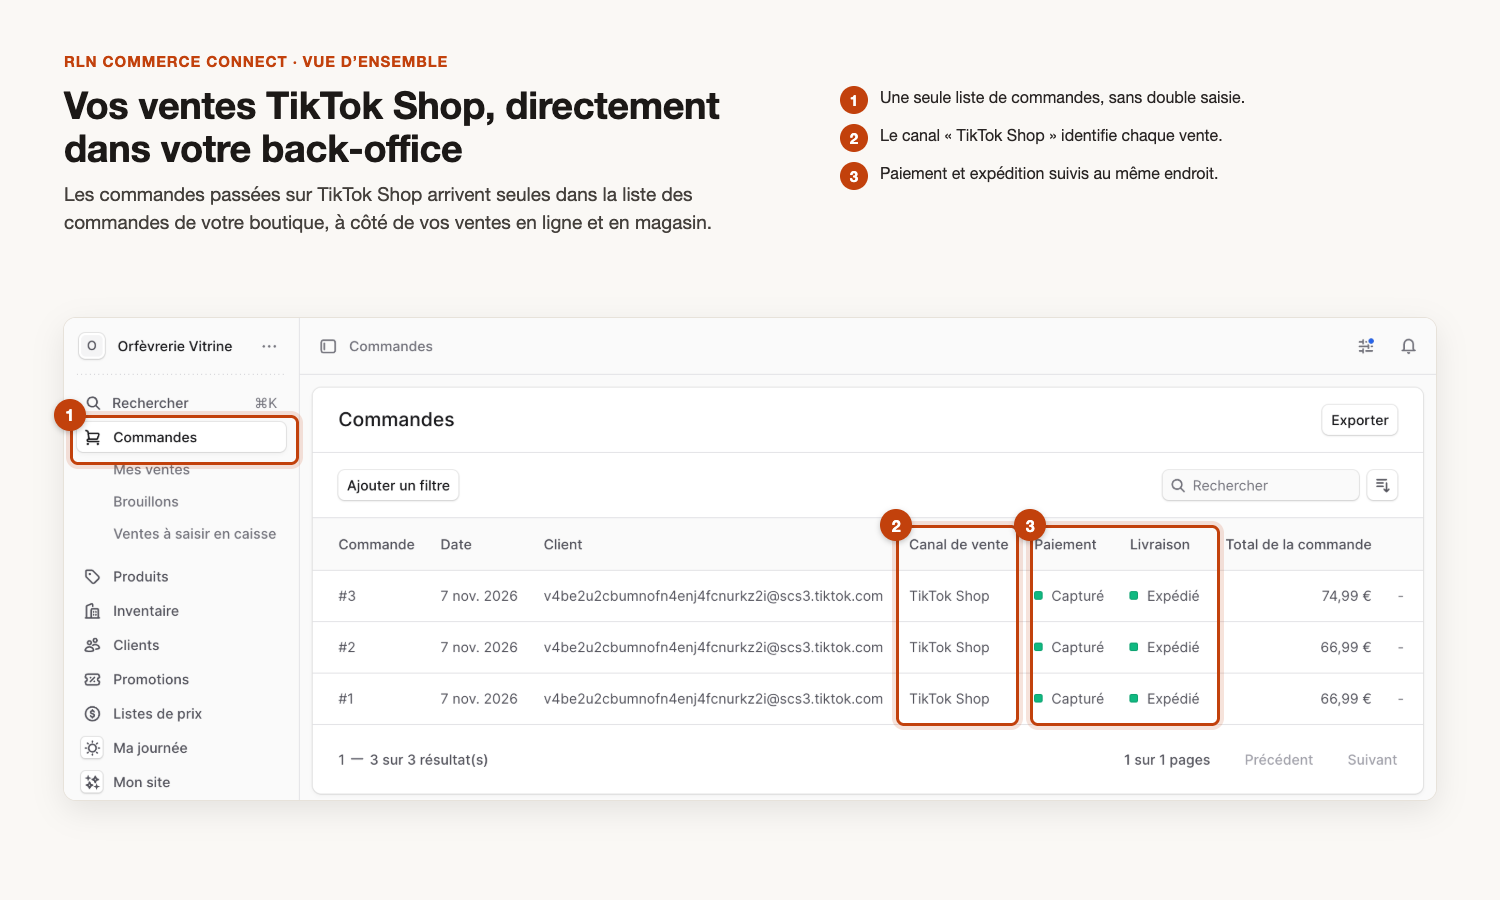 RLN COMMERCE CONNECT · VUE D’ENSEMBLE
Vos ventes TikTok Shop, directement
dans votre back-office
Les commandes passées sur TikTok Shop arrivent seules dans la liste des
commandes de votre boutique, à côté de vos ventes en ligne et en magasin.
1 Une seule liste de commandes, sans double saisie.
2 Le canal « TikTok Shop » identifie chaque vente.
3 Paiement et expédition suivis au même endroit.
O Orfèvrerie Vitrine ···
Rechercher ⌘K
1
Commandes
Mes ventes
Brouillons
Ventes à saisir en caisse
Produits
Inventaire
Clients
Promotions
Listes de prix
Ma journée
Mon site
Commandes
Commandes
Exporter
Ajouter un filtre
Rechercher
2 3
Commande Date Client Canal de vente Paiement Livraison Total de la commande
#3 7 nov. 2026 v4be2u2cbumnofn4enj4fcnurkz2i@scs3.tiktok.com TikTok Shop Capturé Expédié 74,99 € -
#2 7 nov. 2026 v4be2u2cbumnofn4enj4fcnurkz2i@scs3.tiktok.com TikTok Shop Capturé Expédié 66,99 € -
#1 7 nov. 2026 v4be2u2cbumnofn4enj4fcnurkz2i@scs3.tiktok.com TikTok Shop Capturé Expédié 66,99 € -
1 — 3 sur 3 résultat(s)
1 sur 1 pages Précédent Suivant